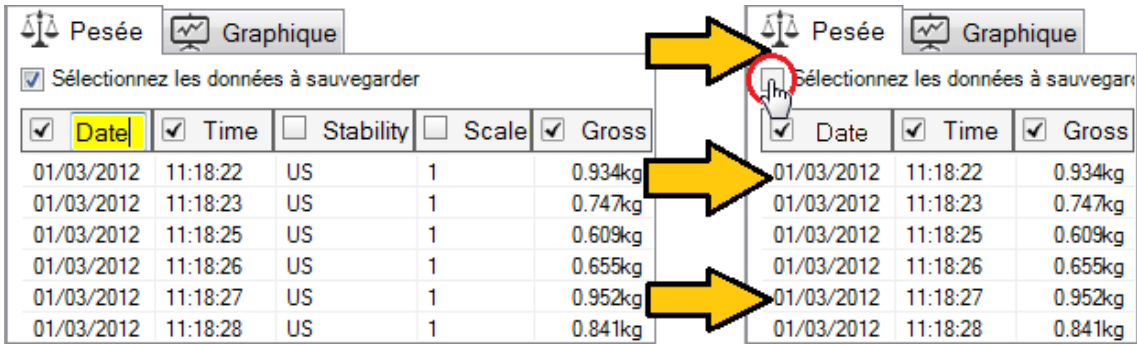 Pesée Graphique
Sélectionnez les données à sauvegarder
Date Time Stability Scale Gross
01/03/2012 11:18:22 US 1 0.934kg
01/03/2012 11:18:23 US 1 0.747kg
01/03/2012 11:18:25 US 1 0.609kg
01/03/2012 11:18:26 US 1 0.655kg
01/03/2012 11:18:27 US 1 0.952kg
01/03/2012 11:18:28 US 1 0.841kg
Pesée Graphique
Sélectionnez les données à sauvegard
Date Time Gross
01/03/2012 11:18:22 0.934kg
01/03/2012 11:18:23 0.747kg
01/03/2012 11:18:25 0.609kg
01/03/2012 11:18:26 0.655kg
01/03/2012 11:18:27 0.952kg
01/03/2012 11:18:28 0.841kg